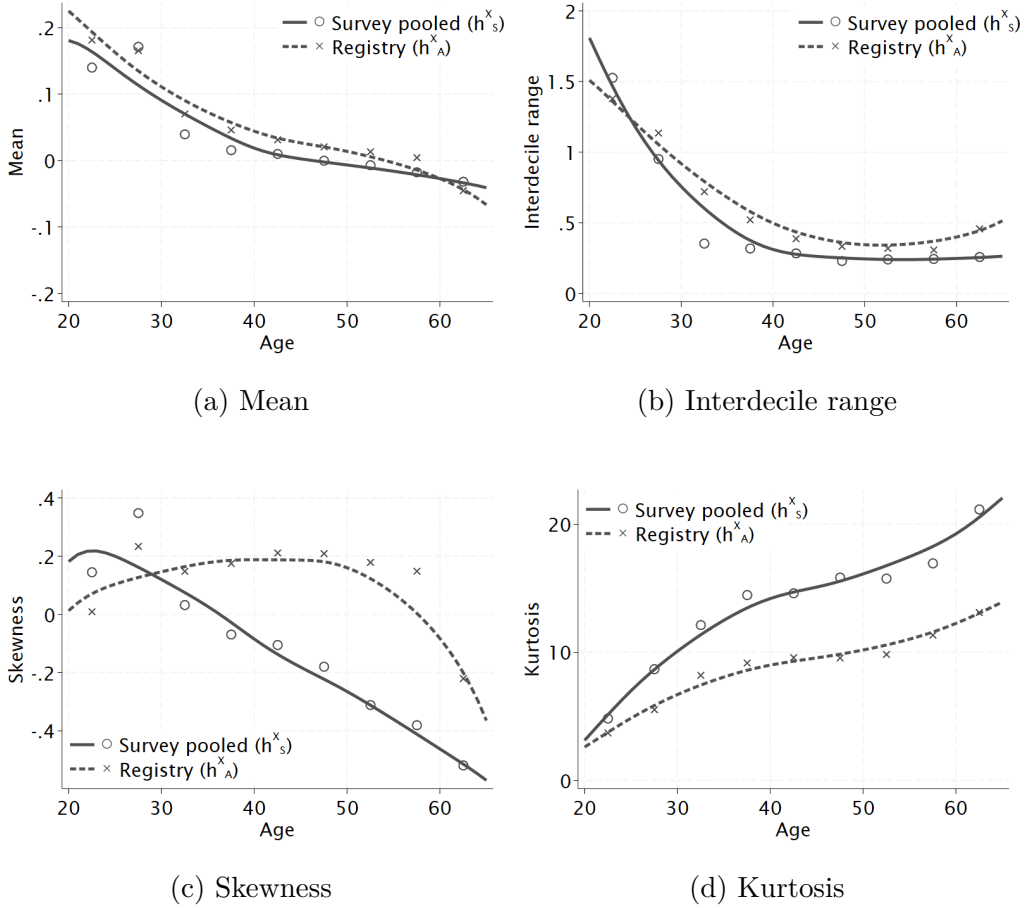 .2
.1
0
-.1
-.2
Mean
20 30 40 50 60
Age
Survey pooled (h^X_S)
Registry (h^X_A)
(a) Mean
2
1.5
1
.5
0
Interdecile range
20 30 40 50 60
Age
Survey pooled (h^X_S)
Registry (h^X_A)
(b) Interdecile range
.4
.2
0
-.2
-.4
Skewness
Survey pooled (h^X_S)
Registry (h^X_A)
20 30 40 50 60
Age
(c) Skewness
20
10
0
Kurtosis
Survey pooled (h^X_S)
Registry (h^X_A)
20 30 40 50 60
Age
(d) Kurtosis